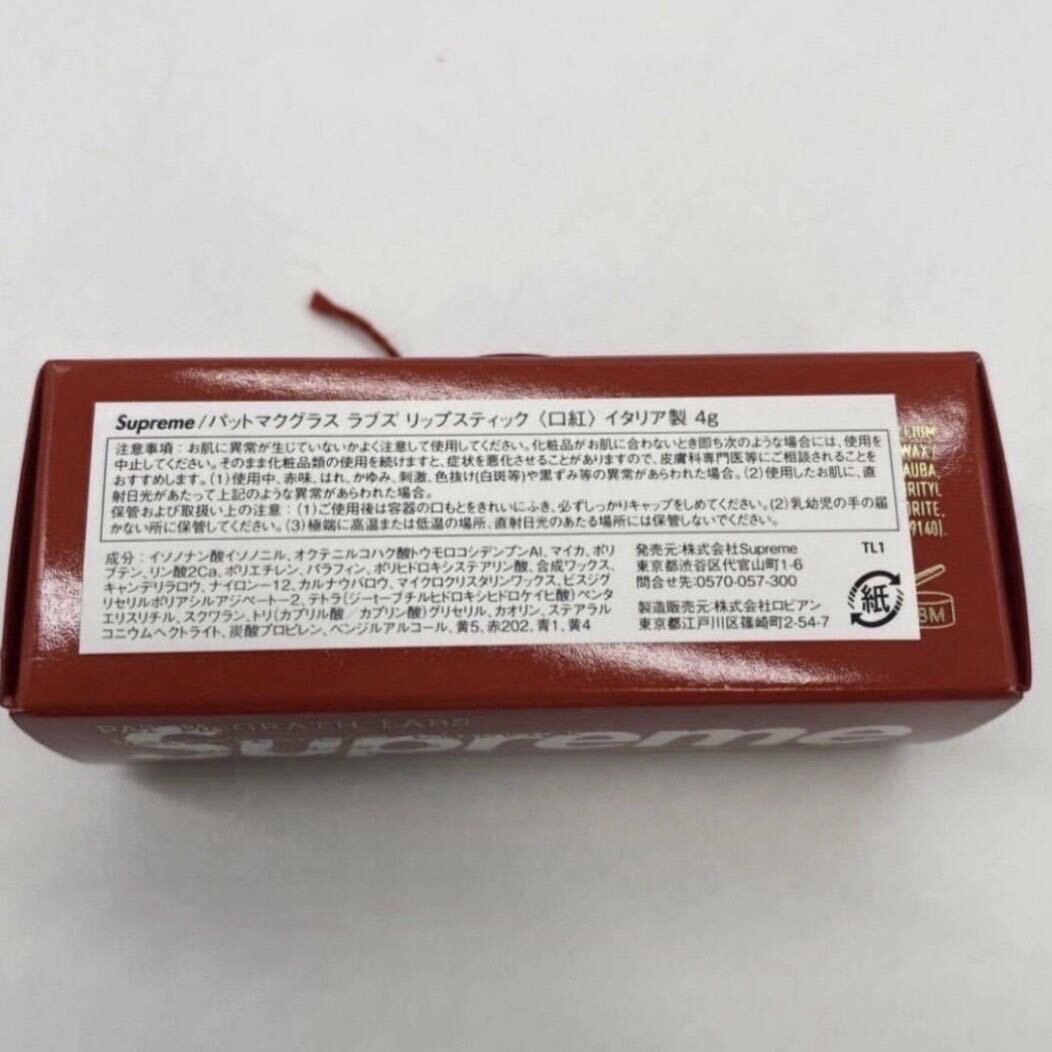 Supreme/パットマクグラス ラブズ リップスティック〈口紅〉イタリア製 4g
注意事項：お肌に異常が生じていないかよく注意して使用してください。化粧品がお肌に合わないとき固ち次のような場合には、使用を
中止してください。そのまま化粧品類の使用を続けますと、症状を悪化させることがありますので、皮膚科専門医等にご相談されることを
おすすめします。(1)使用中、赤味、はれ、かゆみ、刺激、色抜け(白斑等)や黒ずみ等の異常があらわれた場合。(2)使用したお肌に、直
射日光があたって上記のような異常があらわれた場合。
保管および取扱い上の注意：(1)ご使用後は容器の口もとをきれいにふき、必ずしっかりキャップをしめてください。(2)乳幼児の手の届
かない所に保管してください。(3)極端に高温または低温の場所、直射日光のあたる場所には保管しないでください。
成分：イソノナン酸イソノニル、オクテニルコハク酸トウモロコシデンプンAl、マイカ、ポリ
ブテン、リン酸2Ca、ポリエチレン、パラフィン、ポリヒドロキシステアリン酸、合成ワックス、
キャンデリラロウ、ナイロン－12、カルナウバロウ、マイクロクリスタリンワックス、ビスジグ
リセリルポリアシルアジペート－2、テトラ(ジーt－ブチルヒドロキシヒドロケイヒ酸)ペンタ
エリスリチル、スクワラン、トリ(カプリル酸／カプリン酸)グリセリル、カオリン、ステアラル
コニウムヘクトライト、炭酸プロピレン、ベンジルアルコール、黄5、赤202、青1、黄4
発売元:株式会社Supreme TL1
東京都渋谷区代官山町1-6
問合せ先:0570-057-300
製造販売元:株式会社ロビアン
東京都江戸川区篠崎町2-54-7
紙
WAX)
AUBA,
RITYL
ORITE,
9140).
PAT McGRATH LABS
Supreme